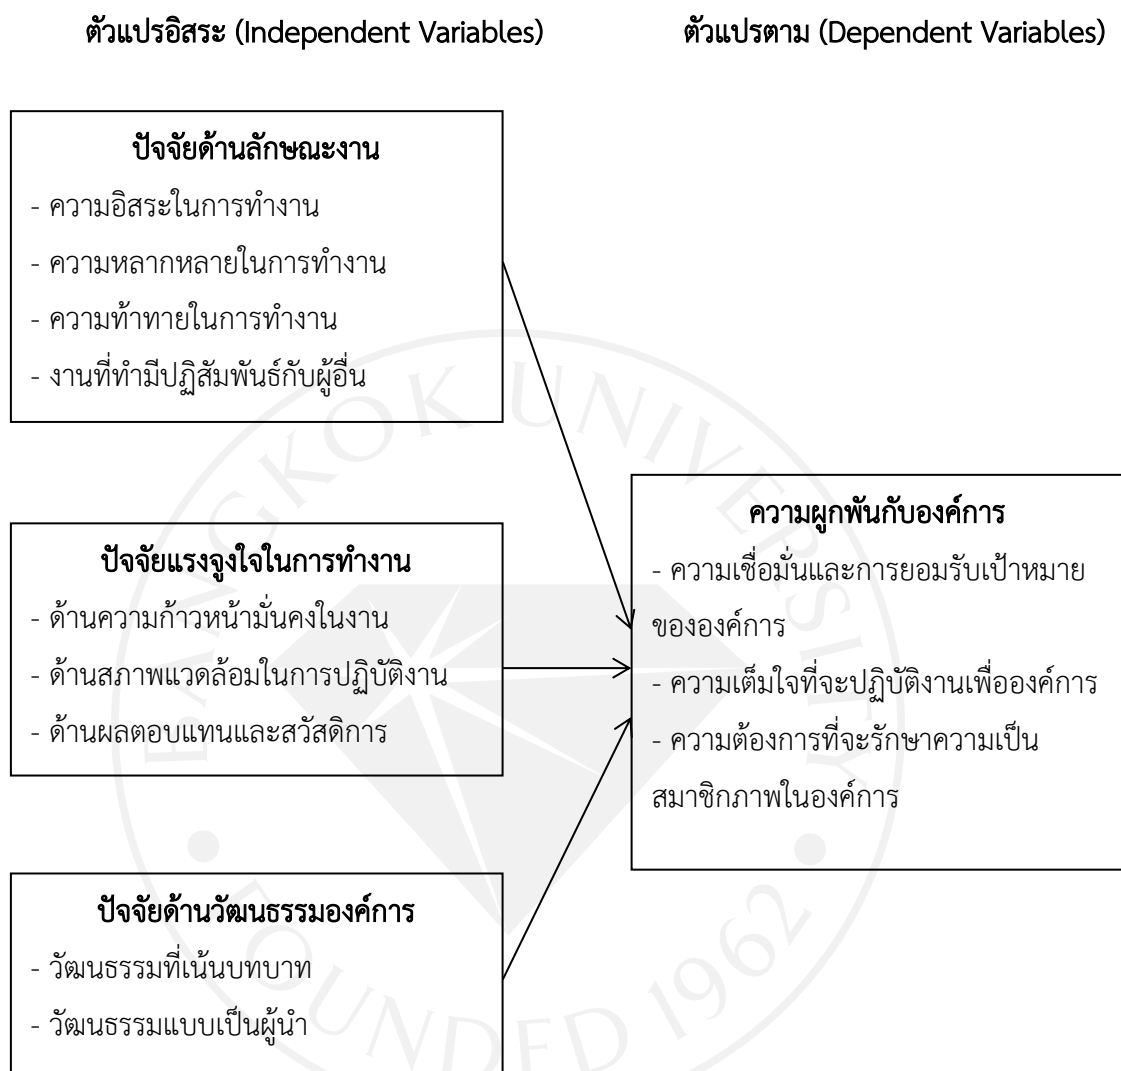 ตัวแปรอิสระ (Independent Variables)
ตัวแปรตาม (Dependent Variables)
ปัจจัยด้านลักษณะงาน
- ความอิสระในการทำงาน
- ความหลากหลายในการทำงาน
- ความท้าทายในการทำงาน
- งานที่ทำมีปฏิสัมพันธ์กับผู้อื่น
ปัจจัยแรงจูงใจในการทำงาน
- ด้านความก้าวหน้ามั่นคงในงาน
- ด้านสภาพแวดล้อมในการปฏิบัติงาน
- ด้านผลตอบแทนและสวัสดิการ
ปัจจัยด้านวัฒนธรรมองค์การ
- วัฒนธรรมที่เน้นบทบาท
- วัฒนธรรมแบบเป็นผู้นำ
ความผูกพันกับองค์การ
- ความเชื่อมั่นและการยอมรับเป้าหมาย
ขององค์การ
- ความเต็มใจที่จะปฏิบัติงานเพื่อองค์การ
- ความต้องการที่จะรักษาความเป็น
สมาชิกภาพในองค์การ
BANGKOK UNIVERSITY
FOUNDED 1962